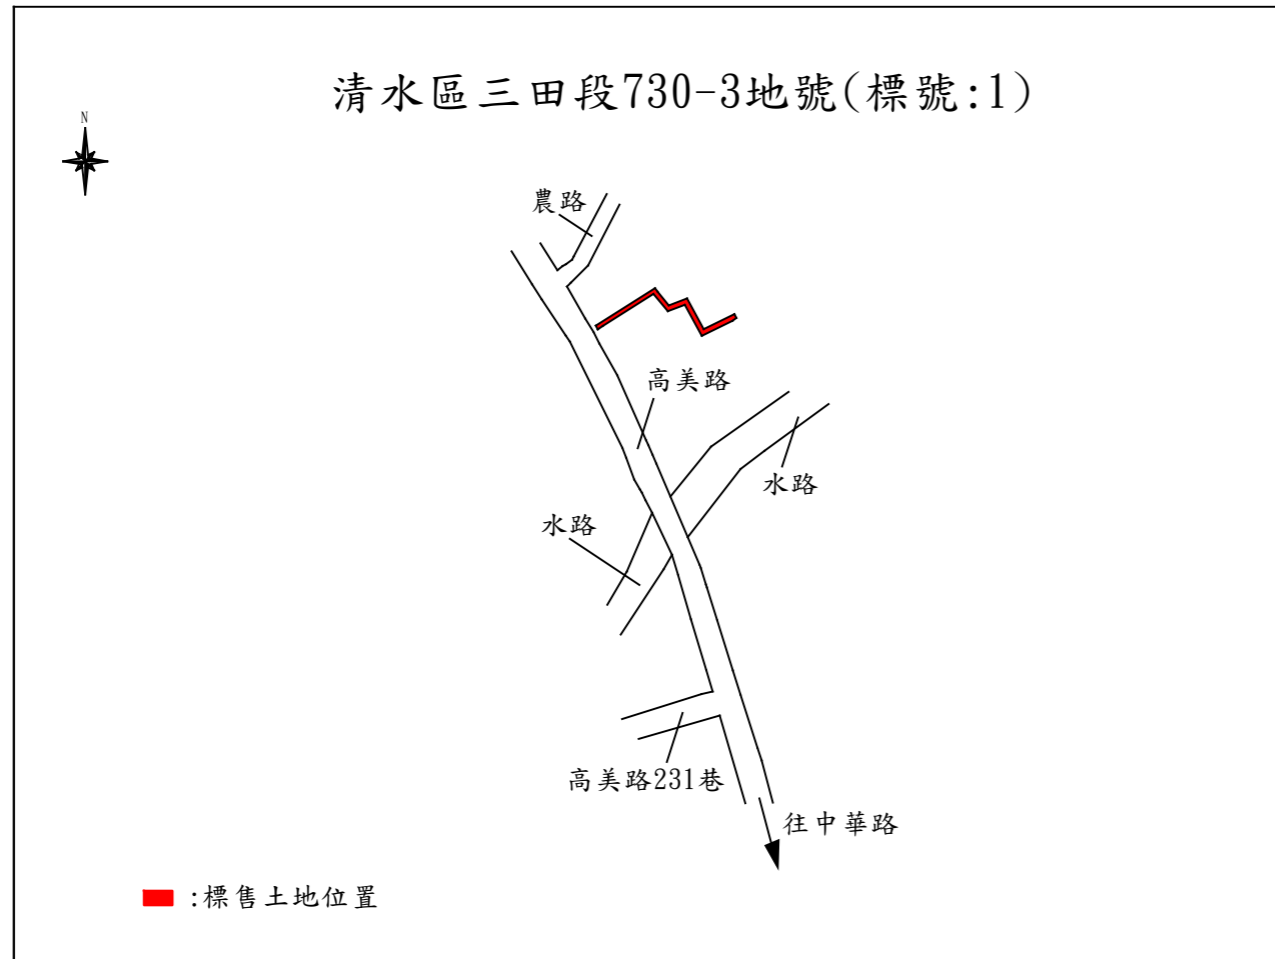 清水區三田段730-3地號(標號:1)
N
農路
高美路
水路
水路
高美路231巷
往中華路
:標售土地位置